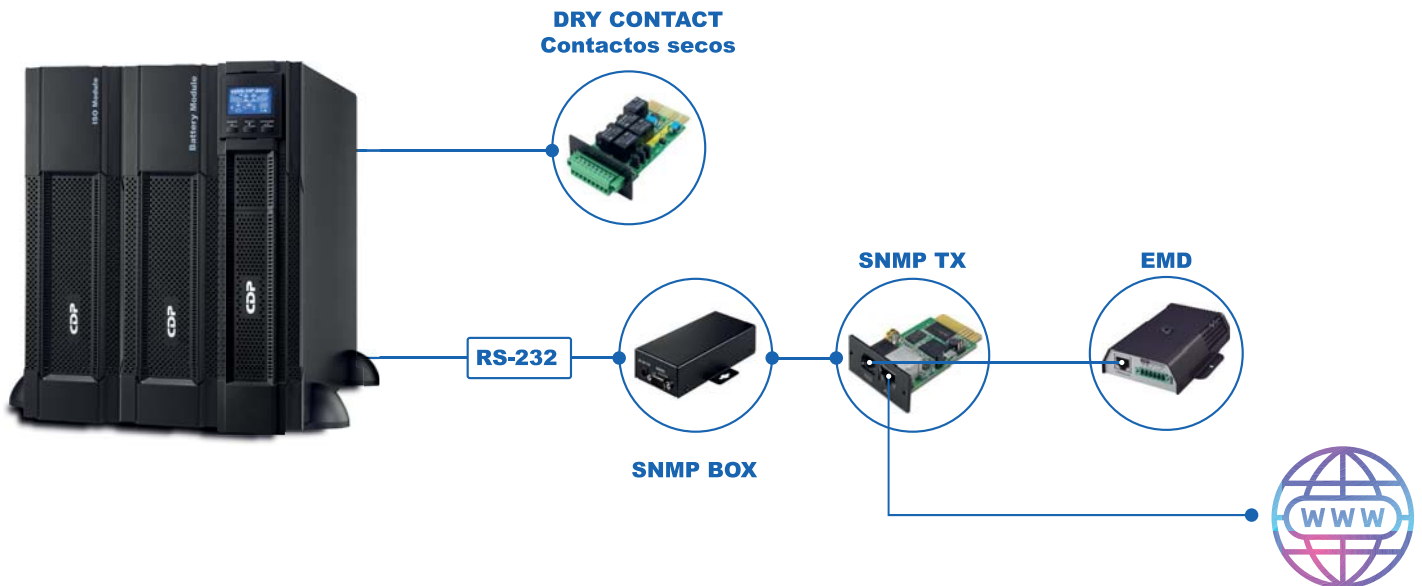 DRY CONTACT
Contactos secos
ISO Module
Battery Module
CDP
CDP
CDP
SNMP TX
EMD
RS-232
SNMP BOX
WWW